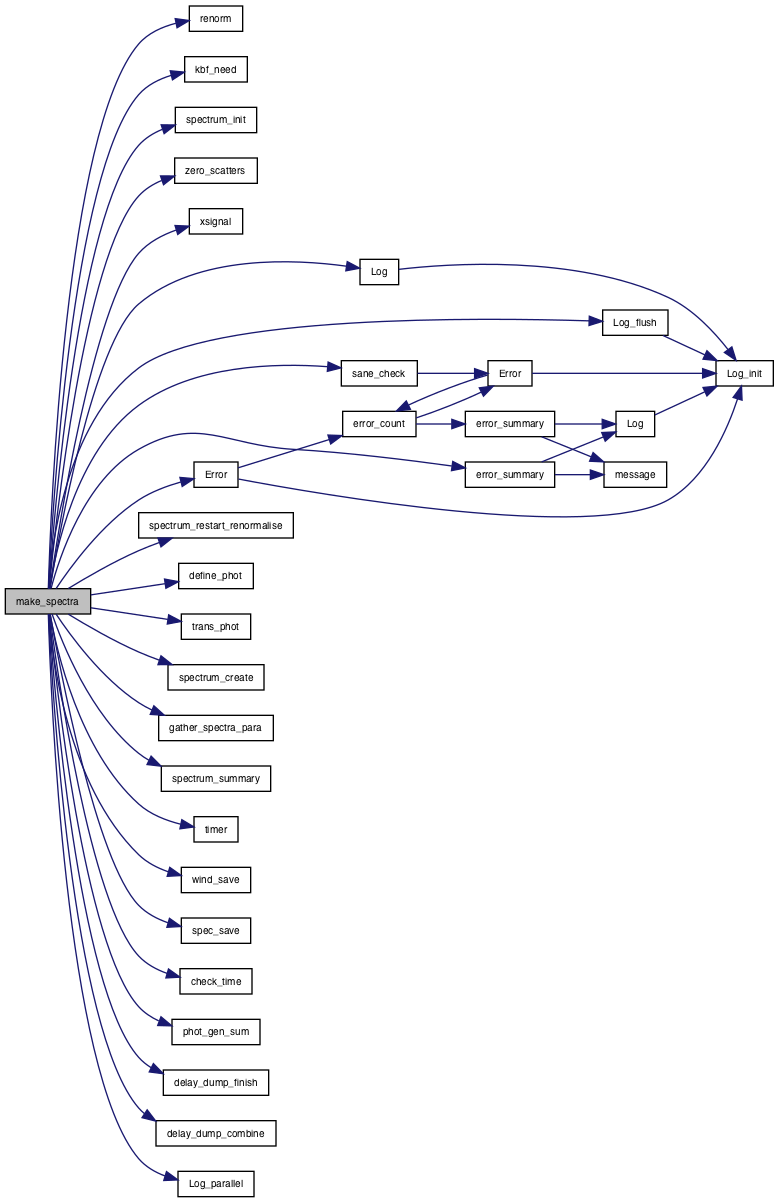 renorm
kbf_need
spectrum_init
zero_scatters
xsignal
Log
Log_flush
sane_check
Error
Log_init
error_count
error_summary
Log
Error
error_summary
message
spectrum_restart_renormalise
define_phot
make_spectra
trans_phot
spectrum_create
gather_spectra_para
spectrum_summary
timer
wind_save
spec_save
check_time
phot_gen_sum
delay_dump_finish
delay_dump_combine
Log_parallel